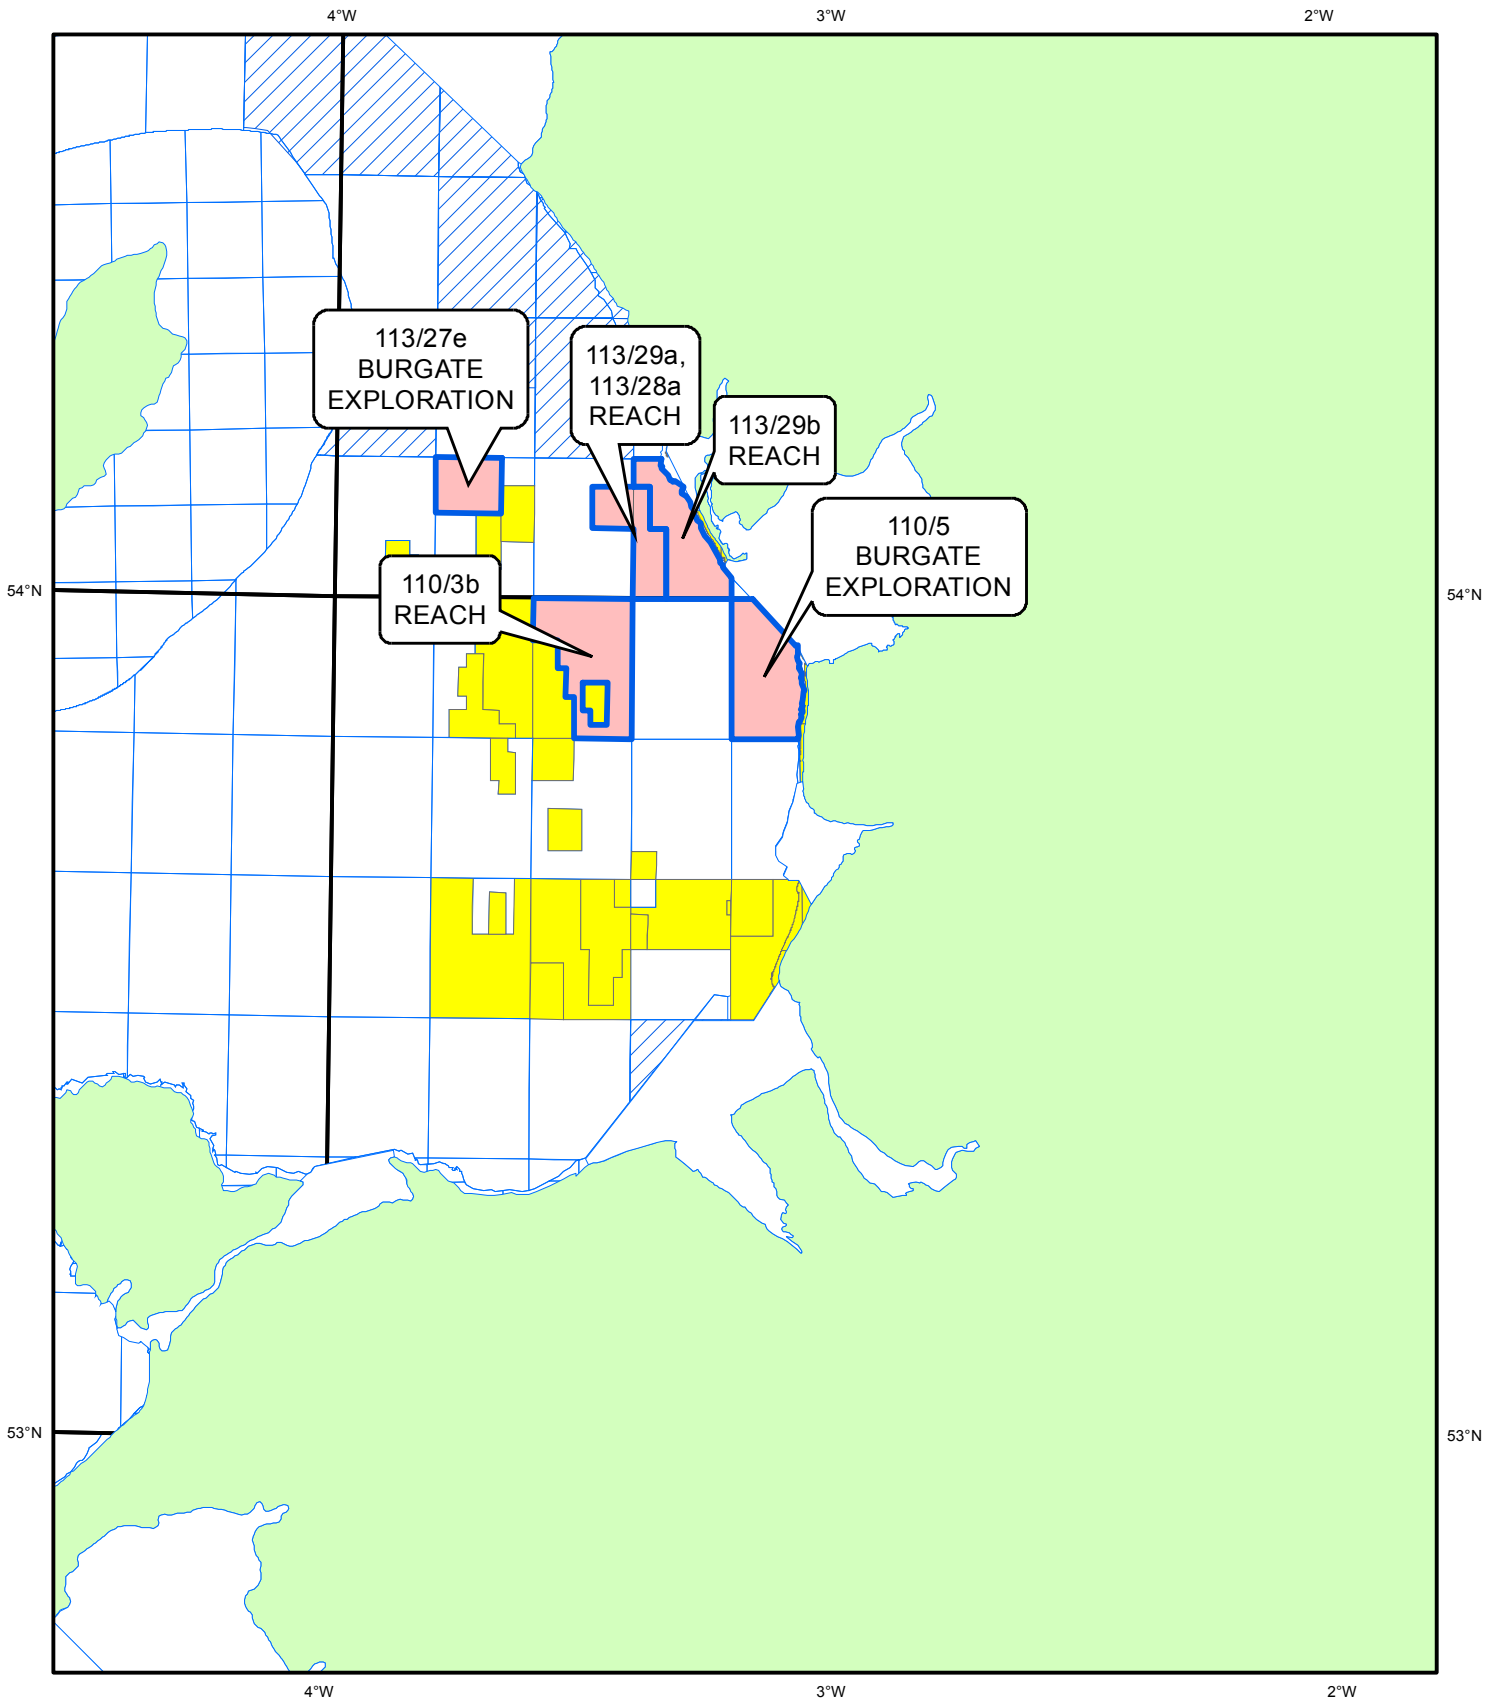 4°W
3°W
2°W
113/27e
BURGATE
EXPLORATION
113/29a,
113/28a
REACH
113/29b
REACH
110/5
BURGATE
EXPLORATION
110/3b
REACH
54°N
54°N
53°N
53°N
4°W
3°W
2°W